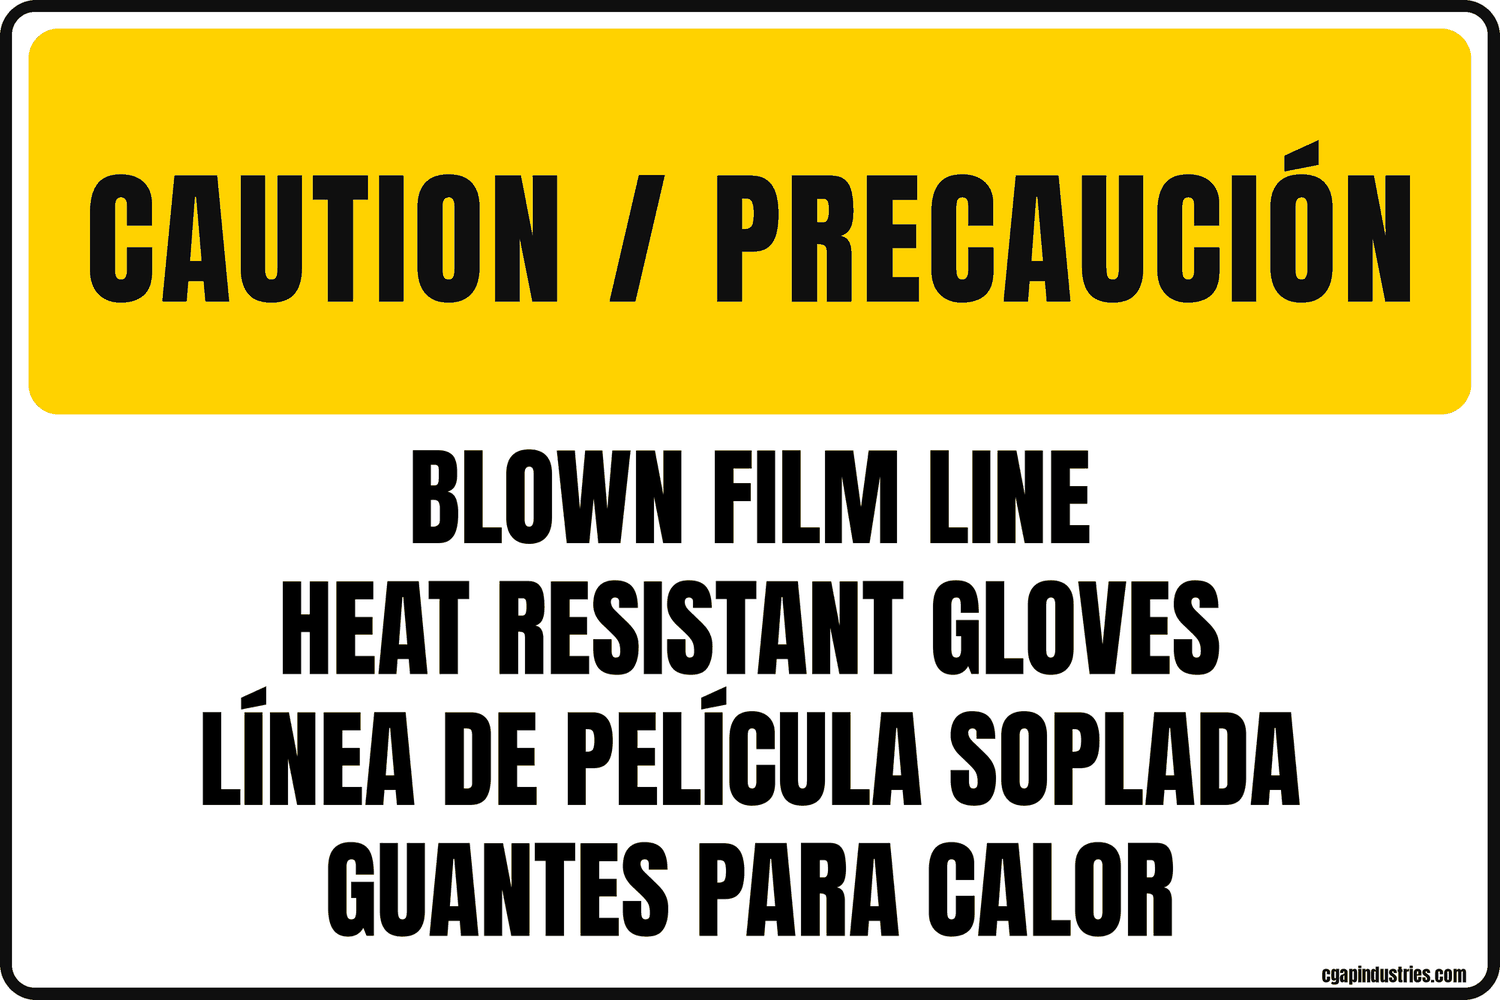 CAUTION / PRECAUCIÓN
BLOWN FILM LINE
HEAT RESISTANT GLOVES
LÍNEA DE PELÍCULA SOPLADA
GUANTES PARA CALOR
cgapindustries.com